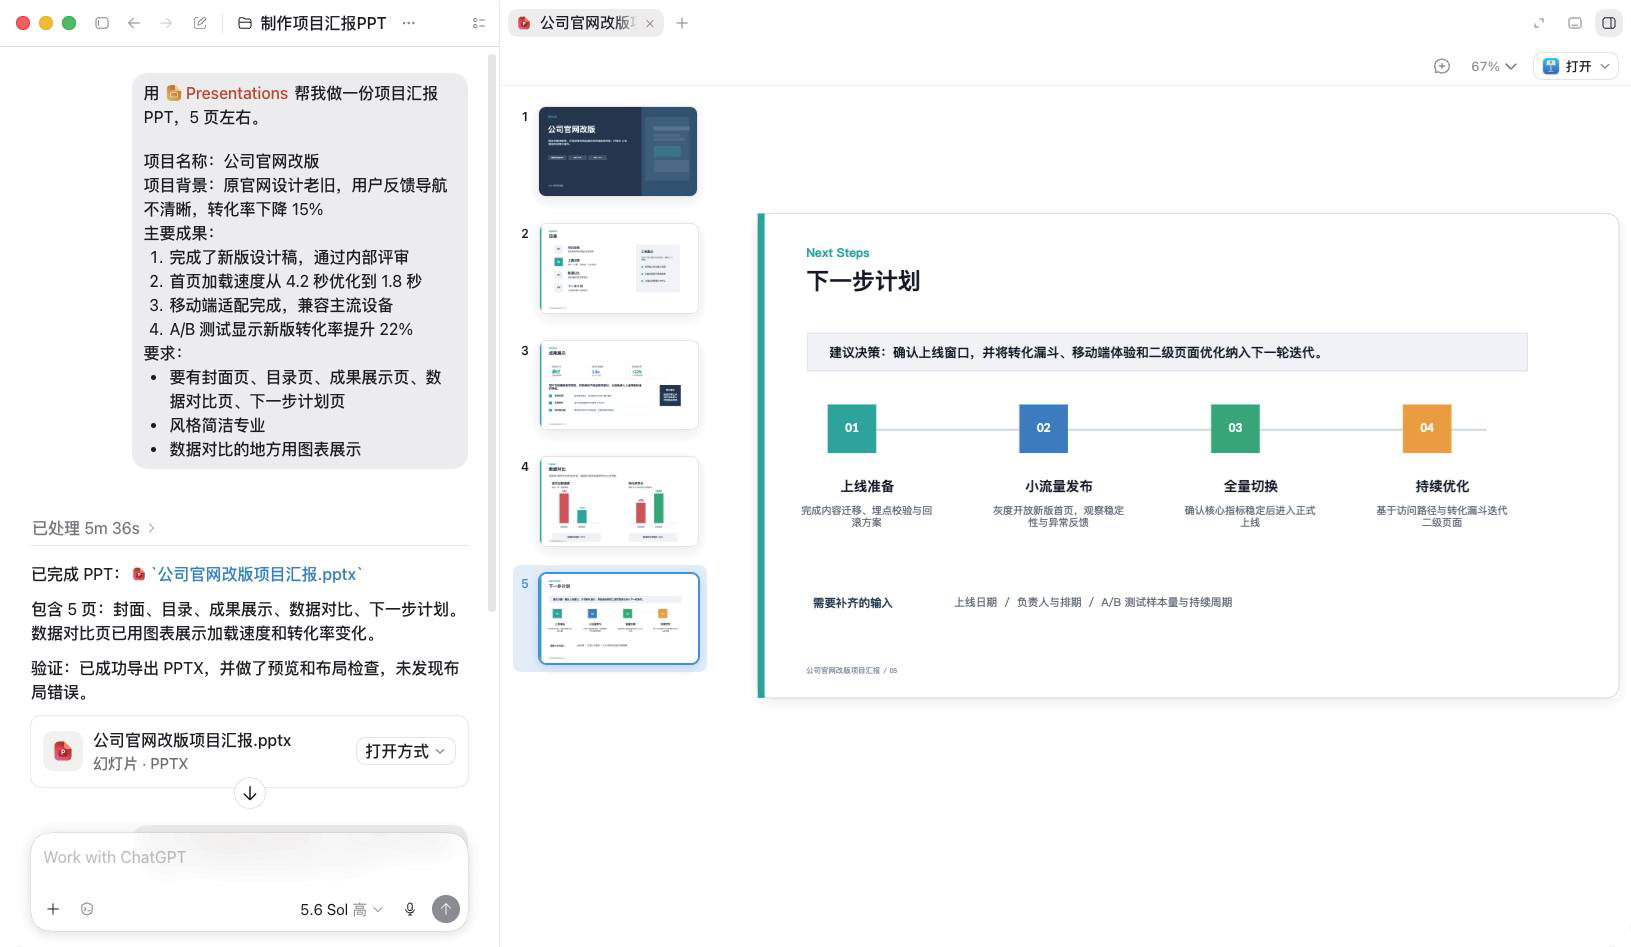 制作项目汇报PPT
用 Presentations 帮我做一份项目汇报
PPT，5 页左右。
项目名称：公司官网改版
项目背景：原官网设计老旧，用户反馈导航
不清晰，转化率下降 15%
主要成果：
1. 完成了新版设计稿，通过内部评审
2. 首页加载速度从 4.2 秒优化到 1.8 秒
3. 移动端适配完成，兼容主流设备
4. A/B 测试显示新版转化率提升 22%
要求：
• 要有封面页、目录页、成果展示页、数
据对比页、下一步计划页
• 风格简洁专业
• 数据对比的地方用图表展示
已处理 5m 36s
已完成 PPT：`公司官网改版项目汇报.pptx`
包含 5 页：封面、目录、成果展示、数据对比、下一步计划。
数据对比页已用图表展示加载速度和转化率变化。
验证：已成功导出 PPTX，并做了预览和布局检查，未发现布
局错误。
公司官网改版项目汇报.pptx
幻灯片 · PPTX
打开方式
Work with ChatGPT
5.6 Sol 高
公司官网改版
67%
打开
1
公司官网改版
2
目录
3
成果展示
4
数据对比
5
下一步计划
Next Steps
下一步计划
建议决策：确认上线窗口，并将转化漏斗、移动端体验和二级页面优化纳入下一轮迭代。
01
02
03
04
上线准备
小流量发布
全量切换
持续优化
完成内容迁移、埋点校验与回
滚方案
灰度开放新版首页，观察稳定
性与异常反馈
确认核心指标稳定后进入正式
上线
基于访问路径与转化漏斗迭代
二级页面
需要补齐的输入
上线日期 / 负责人与排期 / A/B 测试样本量与持续周期
公司官网改版项目汇报 / 05